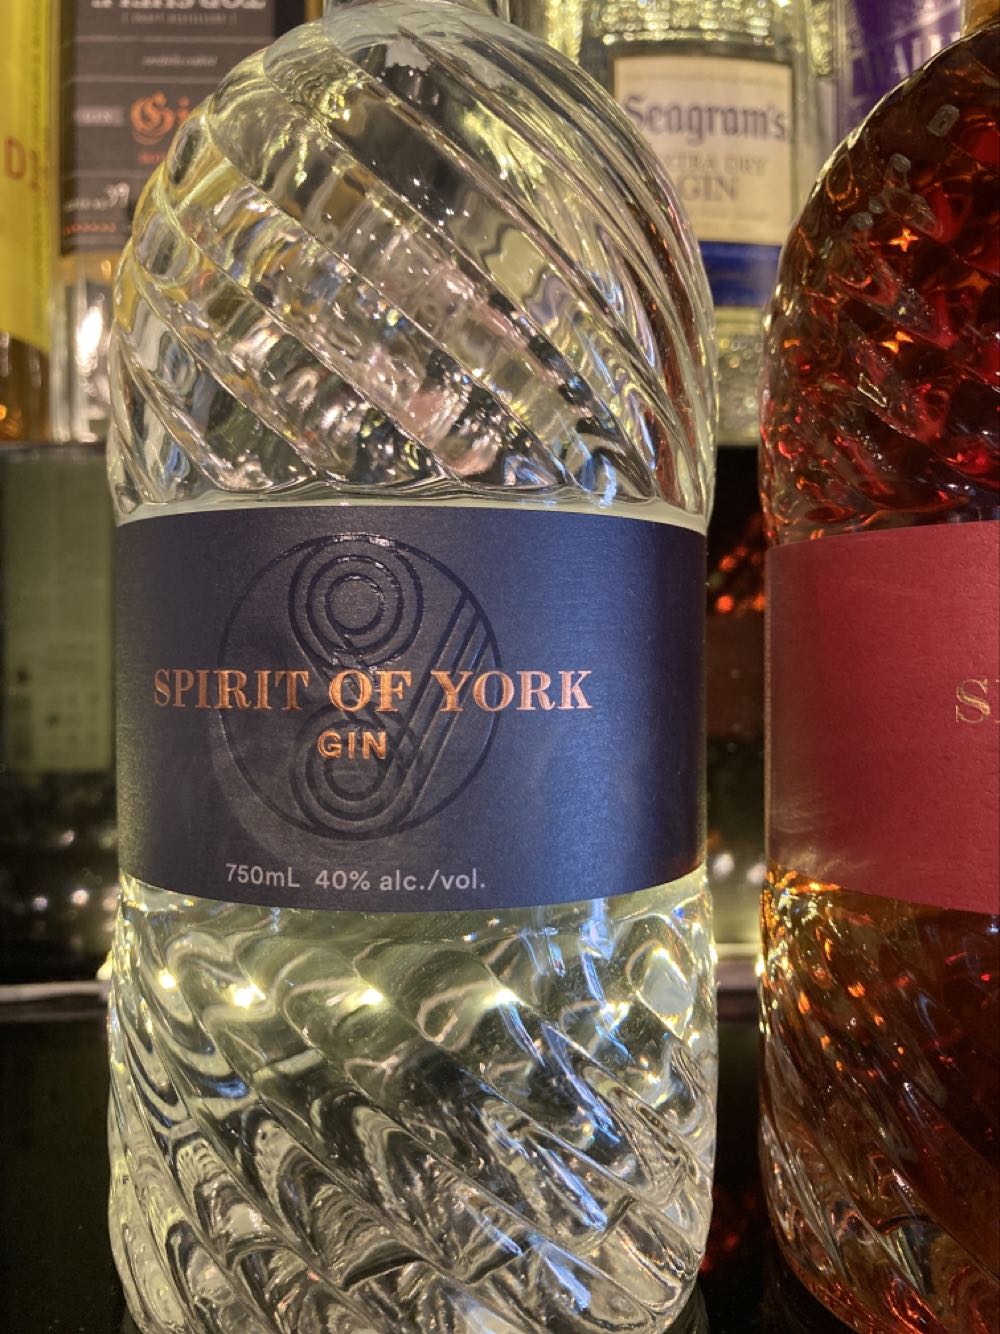 Seagram's
EXTRA DRY
GIN
SPIRIT OF YORK
GIN
750mL 40% alc./vol.